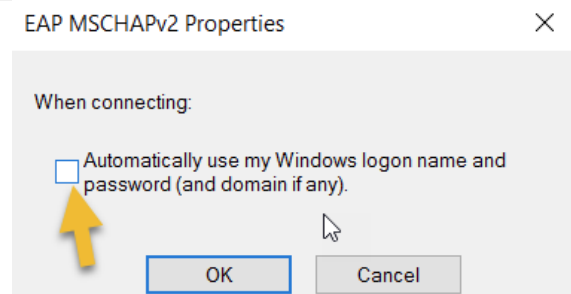 EAP MSCHAPv2 Properties
When connecting:
Automatically use my Windows logon name and
password (and domain if any).
OK
Cancel